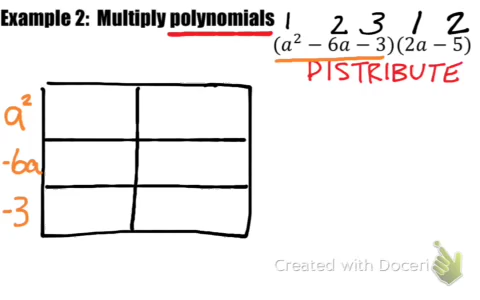 Example 2: Multiply polynomials
1 2 3 1 2
(a² − 6a − 3)(2a − 5)
DISTRIBUTE
a²
-6a
-3
Created with Doceri